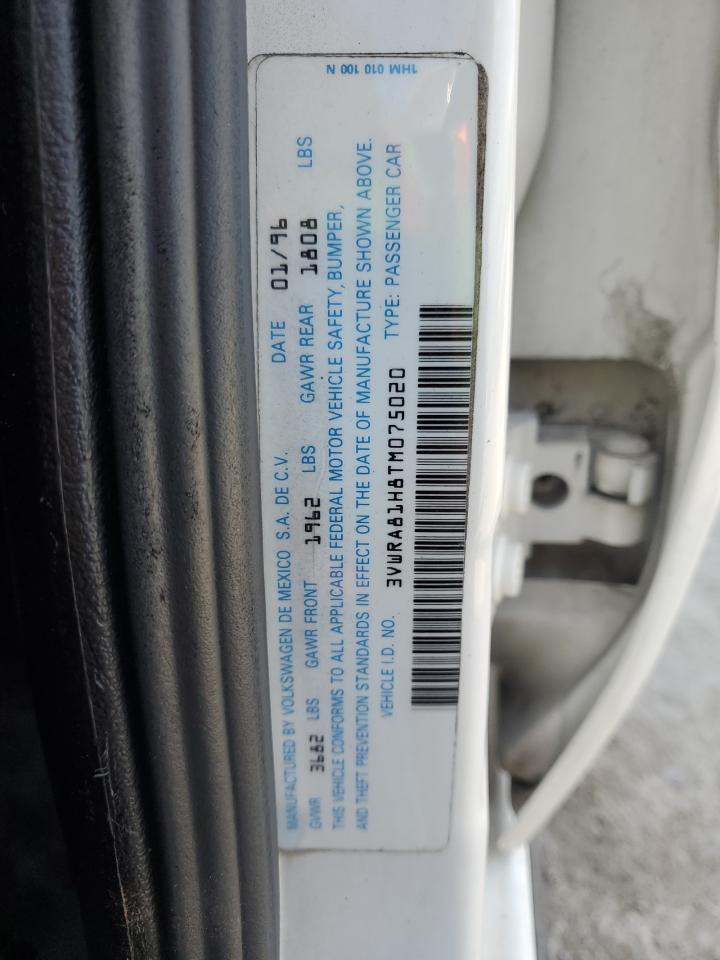 MANUFACTURED BY VOLKSWAGEN DE MEXICO S.A. DE C.V. DATE 01/96
GVWR 3682 LBS GAWR FRONT 1962 LBS GAWR REAR 1808 LBS
THIS VEHICLE CONFORMS TO ALL APPLICABLE FEDERAL MOTOR VEHICLE SAFETY, BUMPER,
AND THEFT PREVENTION STANDARDS IN EFFECT ON THE DATE OF MANUFACTURE SHOWN ABOVE.
VEHICLE I.D. NO. 3VWRA81H8TM075020 TYPE: PASSENGER CAR
1HM 010 100 N